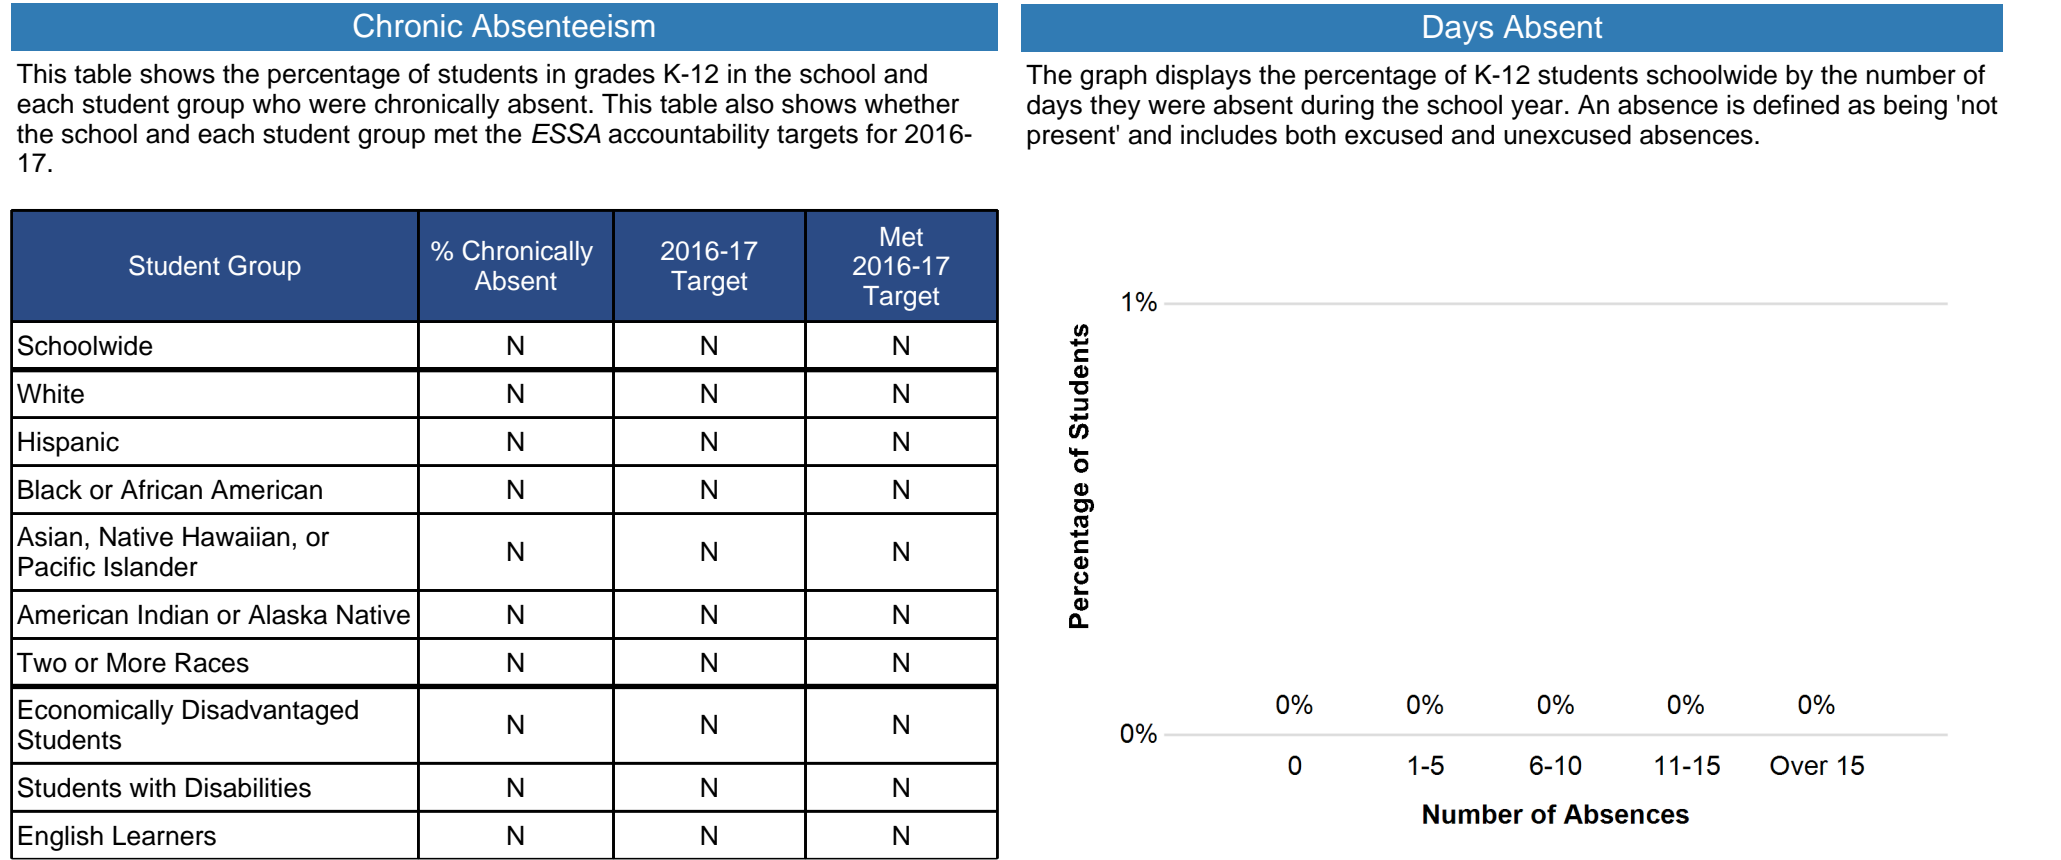 Chronic Absenteeism
This table shows the percentage of students in grades K-12 in the school and
each student group who were chronically absent. This table also shows whether
the school and each student group met the ESSA accountability targets for 2016-
17.
Student Group
% Chronically
Absent
2016-17
Target
Met
2016-17
Target
Schoolwide N N N
White N N N
Hispanic N N N
Black or African American N N N
Asian, Native Hawaiian, or
Pacific Islander N N N
American Indian or Alaska Native N N N
Two or More Races N N N
Economically Disadvantaged
Students N N N
Students with Disabilities N N N
English Learners N N N
Days Absent
The graph displays the percentage of K-12 students schoolwide by the number of
days they were absent during the school year. An absence is defined as being 'not
present' and includes both excused and unexcused absences.
Percentage of Students
1%
0% 0% 0% 0% 0%
0%
0 1-5 6-10 11-15 Over 15
Number of Absences